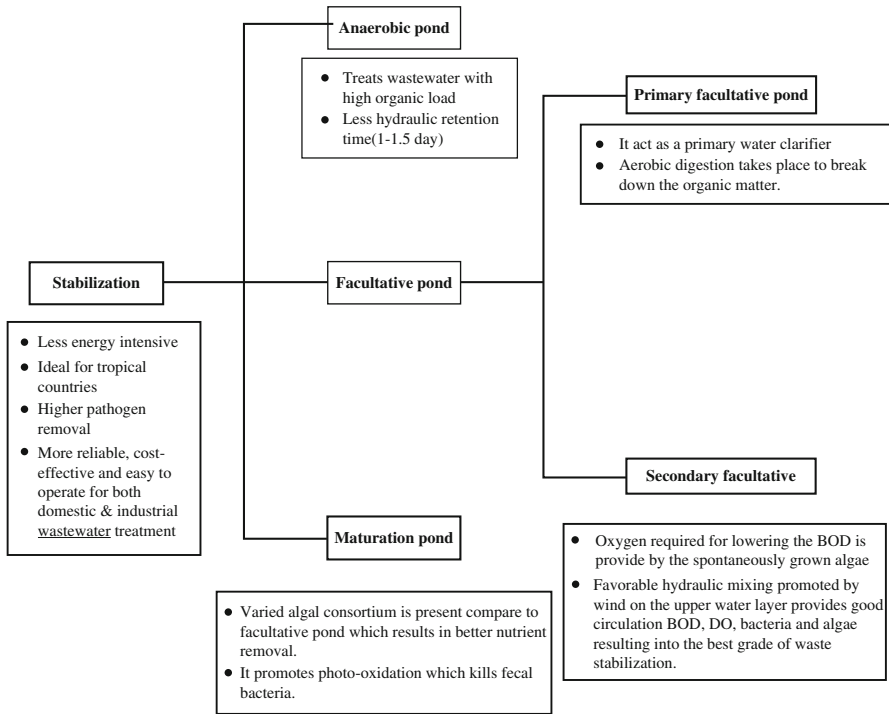 Anaerobic pond
● Treats wastewater with
high organic load
● Less hydraulic retention
time(1-1.5 day)
Primary facultative pond
● It act as a primary water clarifier
● Aerobic digestion takes place to break
down the organic matter.
Stabilization
Facultative pond
● Less energy intensive
● Ideal for tropical
countries
● Higher pathogen
removal
● More reliable, cost-
effective and easy to
operate for both
domestic & industrial
wastewater treatment
Secondary facultative
● Oxygen required for lowering the BOD is
provide by the spontaneously grown algae
● Favorable hydraulic mixing promoted by
wind on the upper water layer provides good
circulation BOD, DO, bacteria and algae
resulting into the best grade of waste
stabilization.
Maturation pond
● Varied algal consortium is present compare to
facultative pond which results in better nutrient
removal.
● It promotes photo-oxidation which kills fecal
bacteria.